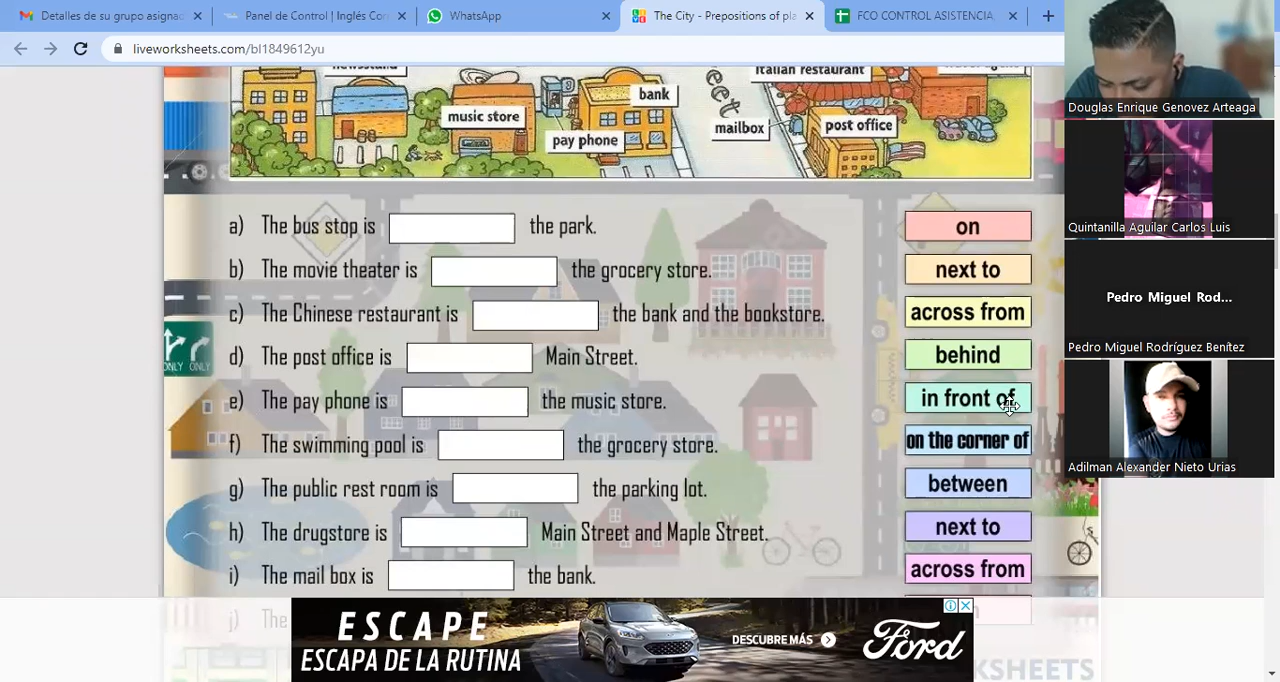 Detalles de su grupo asignad
Panel de Control | Inglés Cor
WhatsApp
The City - Prepositions of pla
FCO CONTROL ASISTENCIA
liveworksheets.com/bl1849612yu
newsstand
Italian restaurant
bank
music store
pay phone
mailbox
post office
a) The bus stop is the park.
b) The movie theater is the grocery store.
c) The Chinese restaurant is the bank and the bookstore.
d) The post office is Main Street.
e) The pay phone is the music store.
f) The swimming pool is the grocery store.
g) The public rest room is the parking lot.
h) The drugstore is Main Street and Maple Street.
i) The mail box is the bank.
j) The
on
next to
across from
behind
in front of
on the corner of
between
next to
across from
ONLY ONLY
ESCAPE
ESCAPA DE LA RUTINA
DESCUBRE MÁS
Ford
KSHEETS
Douglas Enrique Genovez Arteaga
Quintanilla Aguilar Carlos Luis
Pedro Miguel Rod...
Pedro Miguel Rodríguez Benítez
Adilman Alexander Nieto Urias